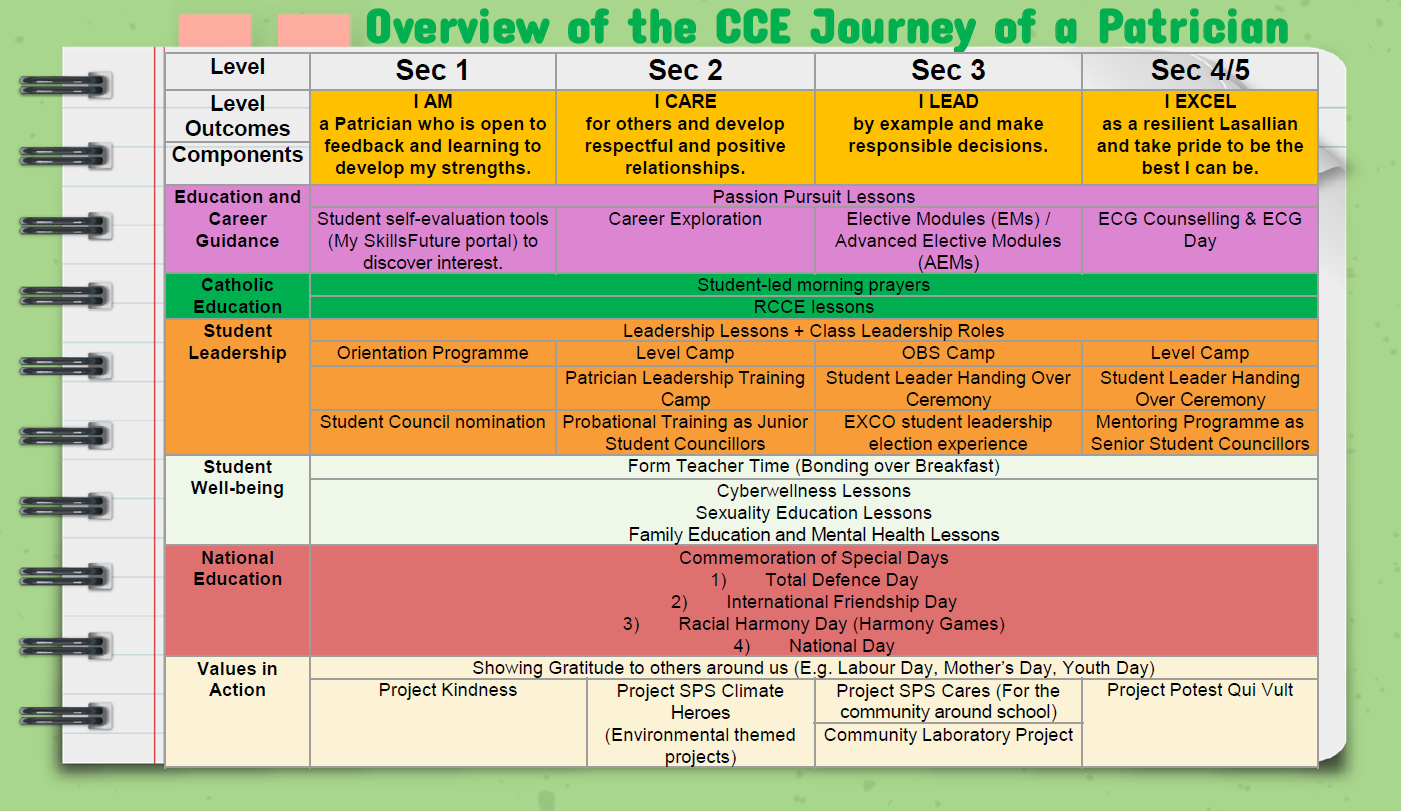 Overview of the CCE Journey of a Patrician
Level
Sec 1
Sec 2
Sec 3
Sec 4/5
Level
Outcomes
Components
I AM
a Patrician who is open to
feedback and learning to
develop my strengths.
I CARE
for others and develop
respectful and positive
relationships.
I LEAD
by example and make
responsible decisions.
I EXCEL
as a resilient Lasallian
and take pride to be the
best I can be.
Education and
Career
Guidance
Passion Pursuit Lessons
Student self-evaluation tools
(My SkillsFuture portal) to
discover interest.
Career Exploration
Elective Modules (EMs) /
Advanced Elective Modules
(AEMs)
ECG Counselling & ECG
Day
Catholic
Education
Student-led morning prayers
RCCE lessons
Student
Leadership
Leadership Lessons + Class Leadership Roles
Orientation Programme
Level Camp
OBS Camp
Level Camp
Patrician Leadership Training
Camp
Student Leader Handing Over
Ceremony
Student Leader Handing
Over Ceremony
Student Council nomination
Probational Training as Junior
Student Councillors
EXCO student leadership
election experience
Mentoring Programme as
Senior Student Councillors
Student
Well-being
Form Teacher Time (Bonding over Breakfast)
Cyberwellness Lessons
Sexuality Education Lessons
Family Education and Mental Health Lessons
National
Education
Commemoration of Special Days
1) Total Defence Day
2) International Friendship Day
3) Racial Harmony Day (Harmony Games)
4) National Day
Values in
Action
Showing Gratitude to others around us (E.g. Labour Day, Mother’s Day, Youth Day)
Project Kindness
Project SPS Climate
Heroes
(Environmental themed
projects)
Project SPS Cares (For the
community around school)
Community Laboratory Project
Project Potest Qui Vult